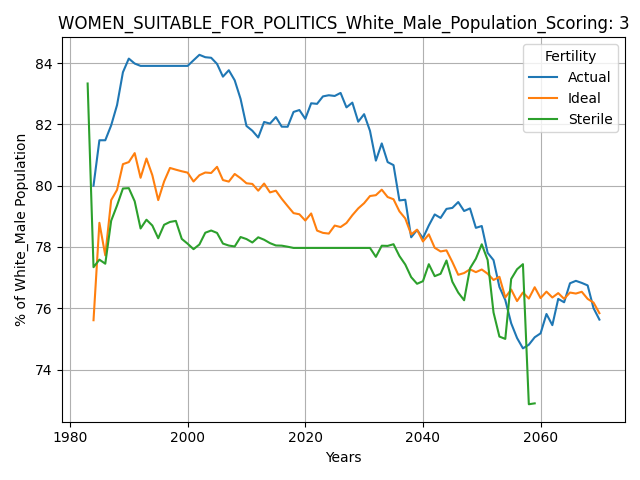 WOMEN_SUITABLE_FOR_POLITICS_White_Male_Population_Scoring: 3
Fertility
Actual
Ideal
Sterile
% of White_Male Population
84
82
80
78
76
74
1980
2000
2020
2040
2060
Years